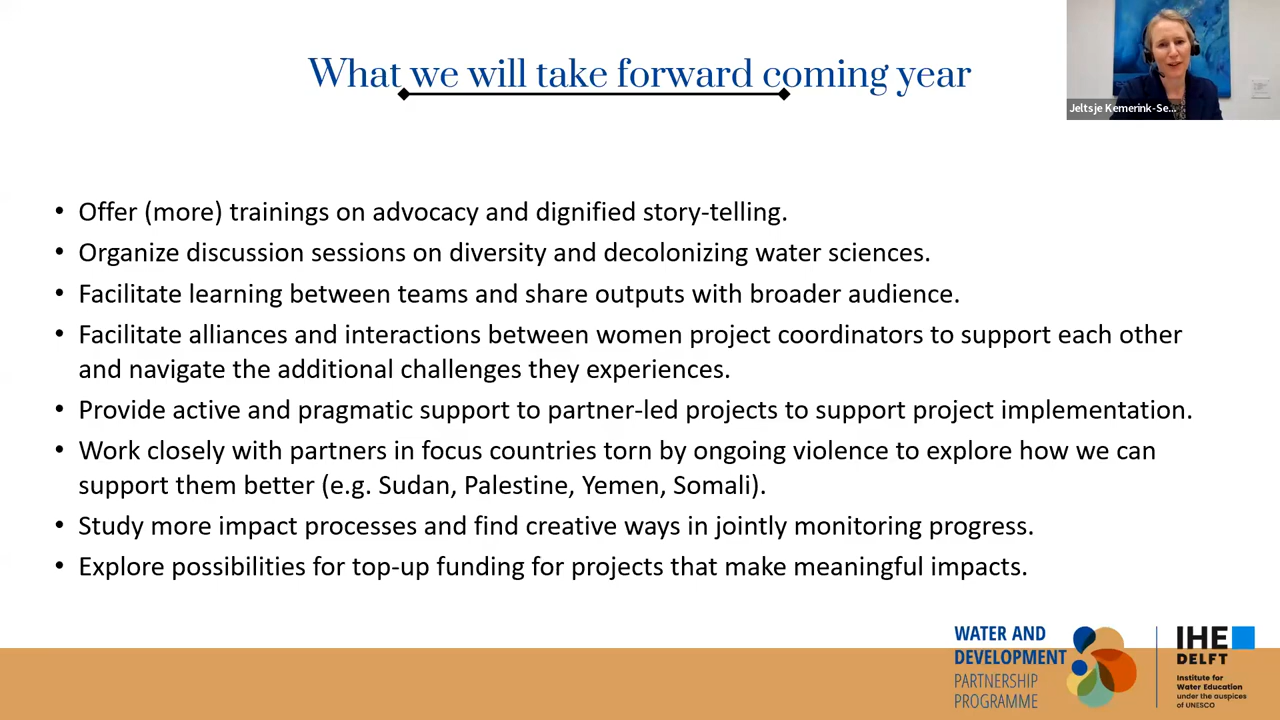 What we will take forward coming year
Jeltsje Kemerink-Se...
• Offer (more) trainings on advocacy and dignified story-telling.
• Organize discussion sessions on diversity and decolonizing water sciences.
• Facilitate learning between teams and share outputs with broader audience.
• Facilitate alliances and interactions between women project coordinators to support each other
and navigate the additional challenges they experiences.
• Provide active and pragmatic support to partner-led projects to support project implementation.
• Work closely with partners in focus countries torn by ongoing violence to explore how we can
support them better (e.g. Sudan, Palestine, Yemen, Somali).
• Study more impact processes and find creative ways in jointly monitoring progress.
• Explore possibilities for top-up funding for projects that make meaningful impacts.
WATER AND
DEVELOPMENT
PARTNERSHIP
PROGRAMME
IHE
DELFT
Institute for
Water Education
under the auspices
of UNESCO